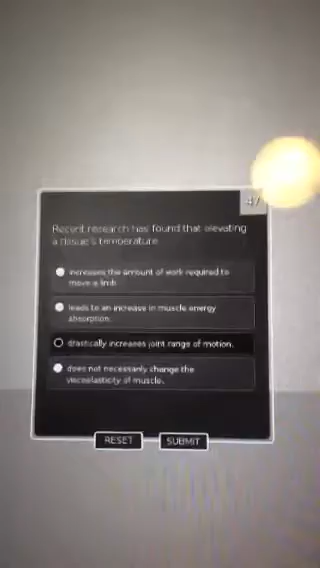 47
Recent research has found that elevating
a tissue's temperature
increases the amount of work required to
move a limb.
leads to an increase in muscle energy
absorption.
drastically increases joint range of motion.
does not necessarily change the
viscoelasticity of muscle.
RESET
SUBMIT